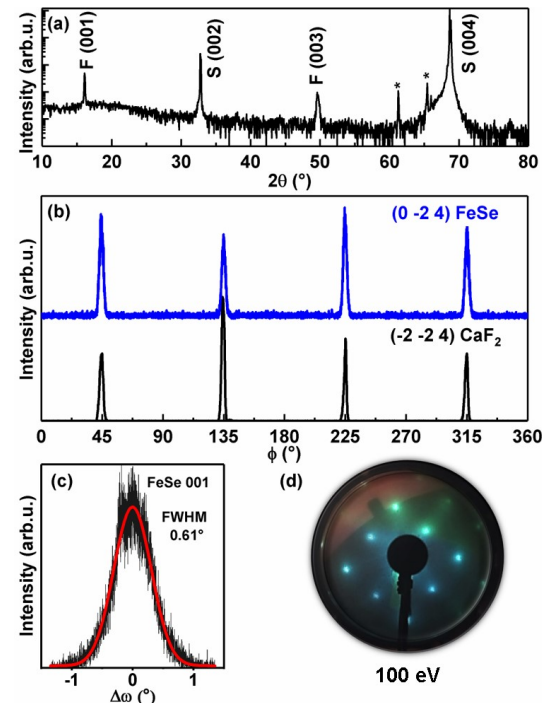 (a)
F (001)
S (002)
F (003)
*
*
S (004)
Intensity (arb.u.)
10 20 30 40 50 60 70 80
2θ (°)
(b)
(0 -2 4) FeSe
(-2 -2 4) CaF₂
Intensity (arb.u.)
0 45 90 135 180 225 270 315 360
ϕ (°)
(c)
FeSe 001
FWHM
0.61°
Intensity (arb.u.)
-1 0 1
Δω (°)
(d)
100 eV